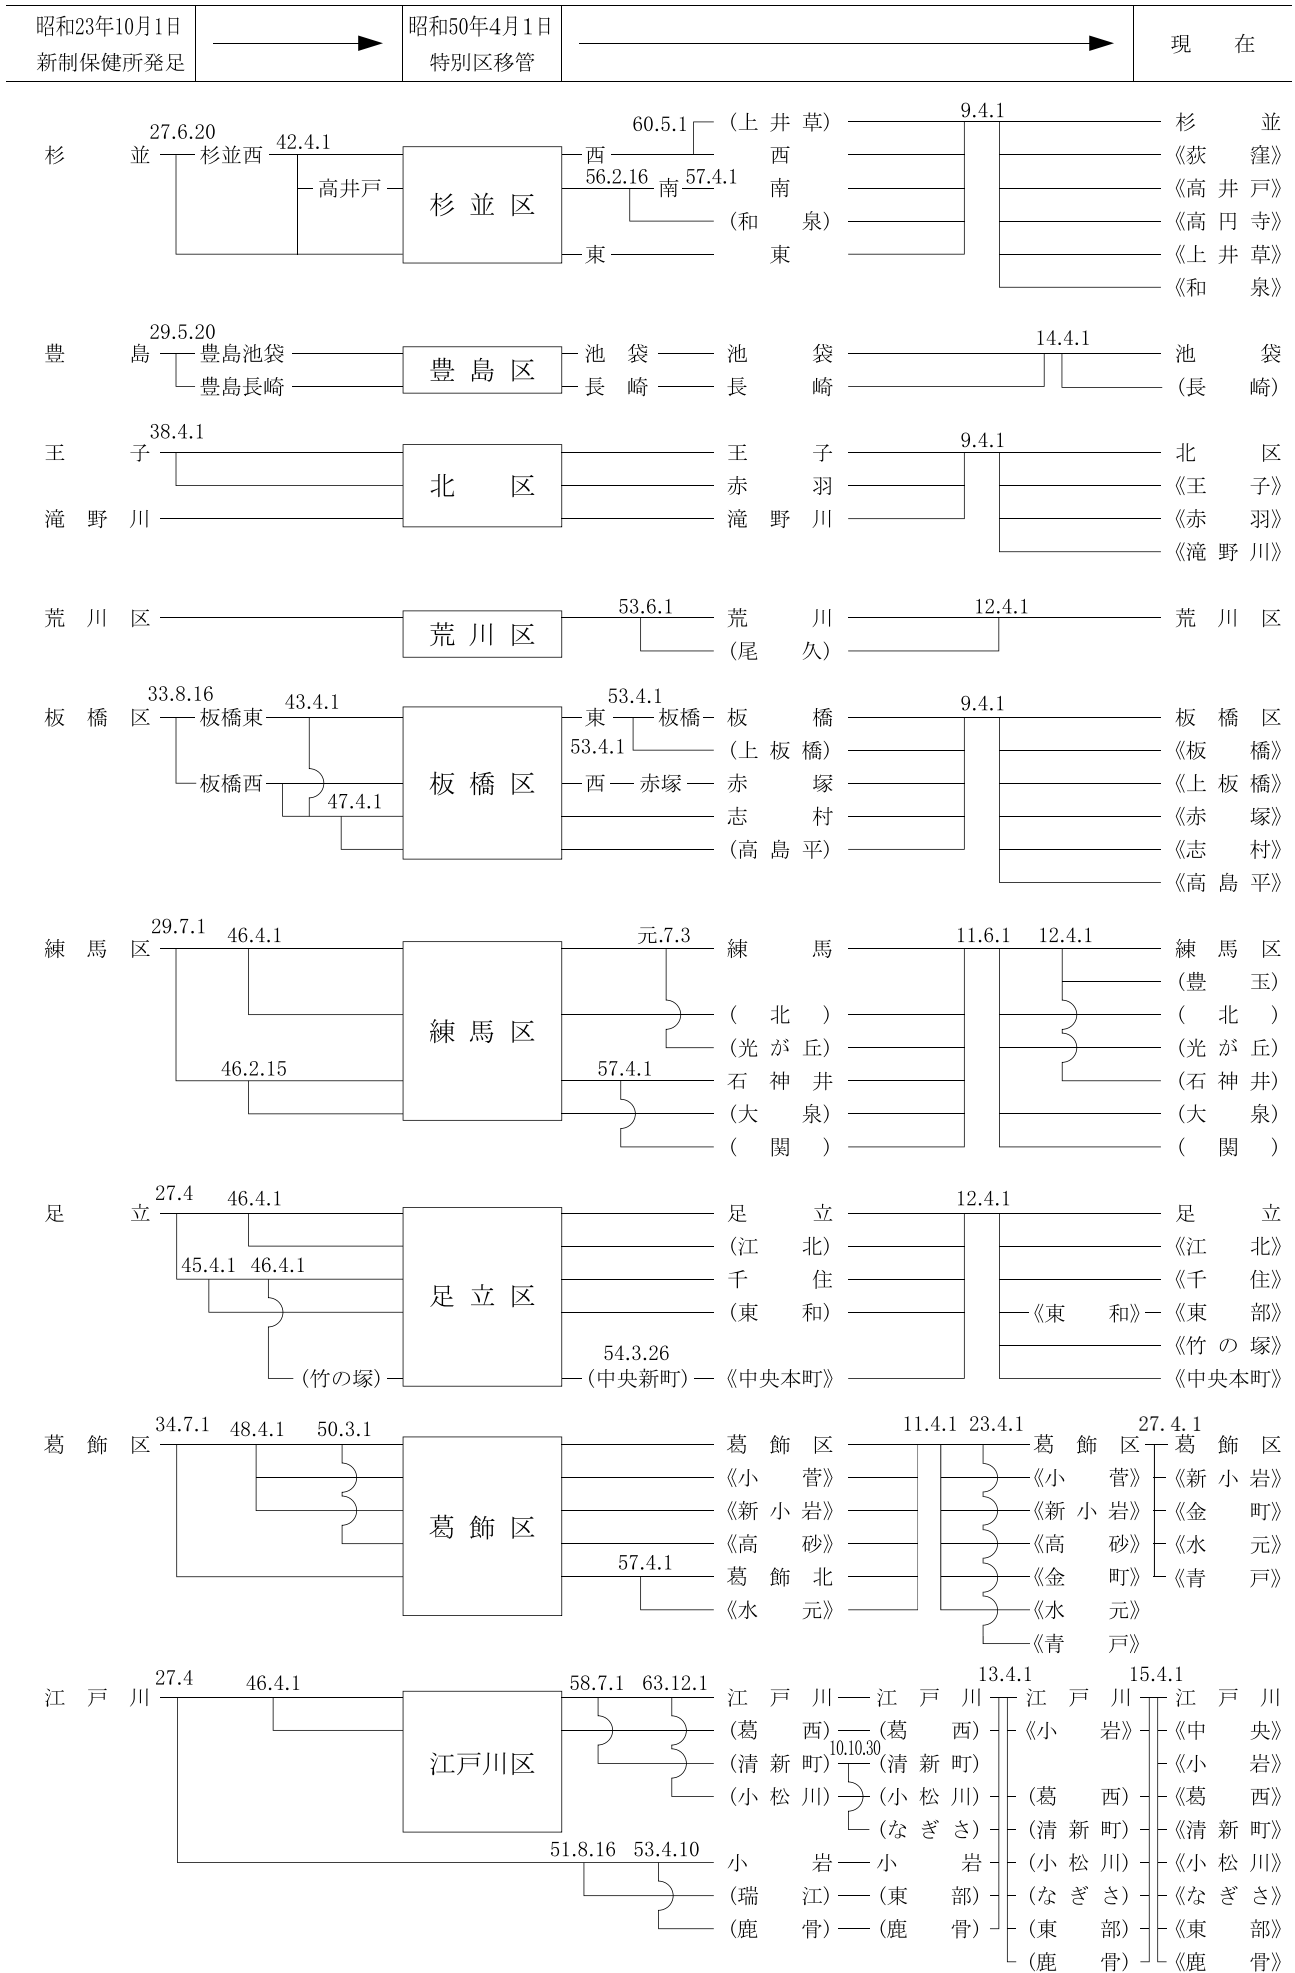 昭和23年10月1日 昭和50年4月1日
新制保健所発足 特別区移管 現 在
9.4.1
60.5.1 (上井草) 杉 並
27.6.20 42.4.1
杉 並 杉並西 西 西 《荻 窪》
56.2.16 57.4.1
高井戸 南 南 《高井戸》
杉並区
(和 泉) 《高円寺》
東 東 《上井草》
《和 泉》
29.5.20 14.4.1
豊 島 豊島池袋 池 袋 池 袋 池 袋
豊島区
豊島長崎 長 崎 長 崎 (長 崎)
38.4.1 9.4.1
王 子 王 子 北 区
北 区 赤 羽 《王 子》
滝野川 滝野川 《赤 羽》
《滝野川》
53.6.1 12.4.1
荒川区 荒 川 荒川区
荒川区
(尾 久)
33.8.16 43.4.1 53.4.1 9.4.1
板橋区 板橋東 東 板橋 板 橋 板橋区
53.4.1 (上板橋) 《板 橋》
板橋西 板橋区 西 赤塚 赤 塚 《上板橋》
47.4.1
志 村 《赤 塚》
(高島平) 《志 村》
《高島平》
29.7.1 46.4.1 元.7.3 11.6.1 12.4.1
練馬区 練 馬 練馬区
(豊 玉)
( 北 ) ( 北 )
練馬区
(光が丘) (光が丘)
46.2.15 57.4.1
石神井 (石神井)
(大 泉) (大 泉)
( 関 ) ( 関 )
27.4 46.4.1 12.4.1
足 立 足 立 足 立
(江 北) 《江 北》
45.4.1 46.4.1
千 住 《千 住》
足立区
(東 和) 《東 和》 《東 部》
《竹の塚》
54.3.26
(竹の塚) (中央新町) 《中央本町》 《中央本町》
34.7.1 48.4.1 50.3.1 11.4.1 23.4.1 27.4.1
葛飾区 葛飾区 葛飾区 葛飾区
《小 菅》 《小 菅》 《新小岩》
《新小岩》 《新小岩》 《金 町》
葛飾区
《高 砂》 《高 砂》 《水 元》
57.4.1
葛飾北 《金 町》 《青 戸》
《水 元》 《水 元》
《青 戸》
27.4 46.4.1 58.7.1 63.12.1 13.4.1 15.4.1
江戸川 江戸川 江戸川 江戸川 江戸川
(葛 西) (葛 西) 《小 岩》 《中 央》
10.10.30
江戸川区 (清新町) (清新町) 《小 岩》
(小松川) (小松川) (葛 西) 《葛 西》
(なぎさ) (清新町) 《清新町》
51.8.16 53.4.10
小 岩 小 岩 (小松川) 《小松川》
(瑞 江) (東 部) (なぎさ) 《なぎさ》
(鹿 骨) (鹿 骨) (東 部) 《東 部》
(鹿 骨) 《鹿 骨》